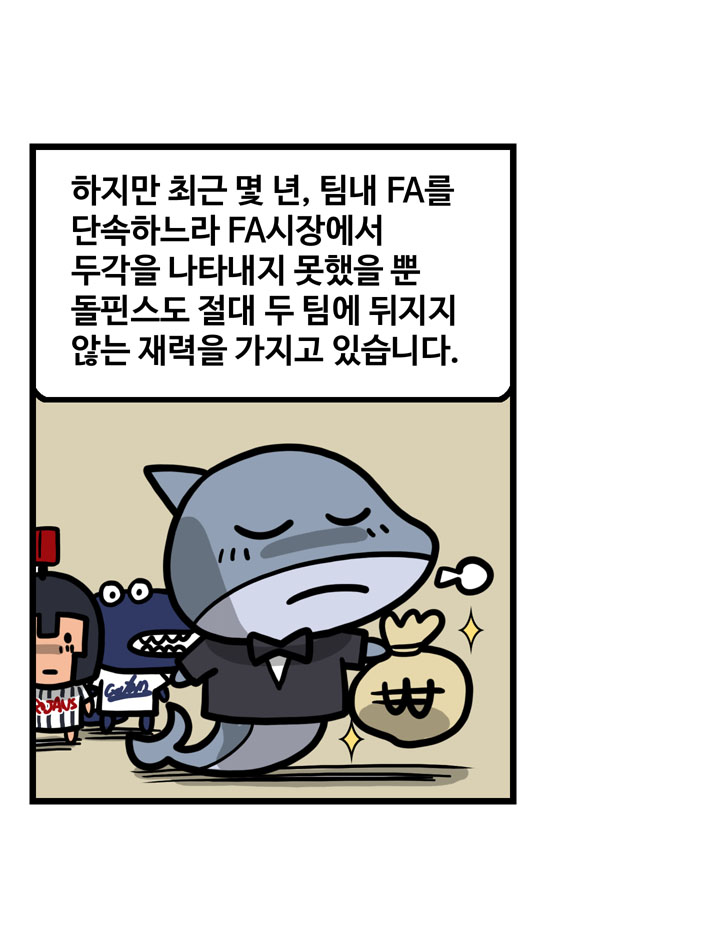 하지만 최근 몇 년, 팀내 FA를
단속하느라 FA시장에서
두각을 나타내지 못했을 뿐
돌핀스도 절대 두 팀에 뒤지지
않는 재력을 가지고 있습니다.
₩